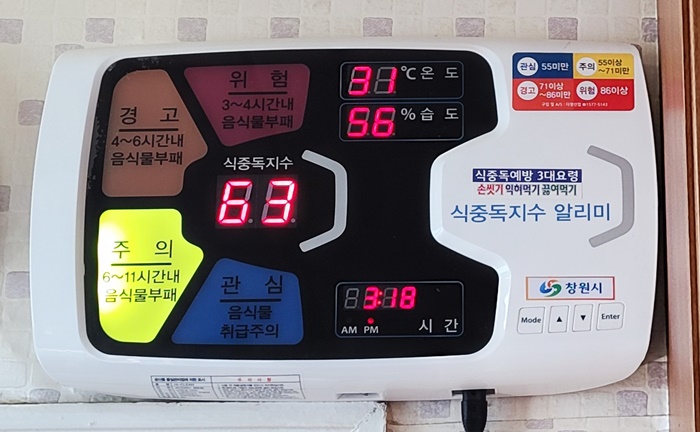 위 험
3~4시간내
음식물부패
경 고
4~6시간내
음식물부패
31 ℃ 온 도
56 % 습 도
식중독지수
63
주 의
6~11시간내
음식물부패
관 심
음식물
취급주의
3:18
AM PM 시 간
관심 55미만
주의 55이상
~71미만
경고 71이상
~86미만
위험 86이상
식중독예방 3대요령
손씻기 익혀먹기 끓여먹기
식중독지수 알리미
창원시
Mode ▲ ▼ Enter